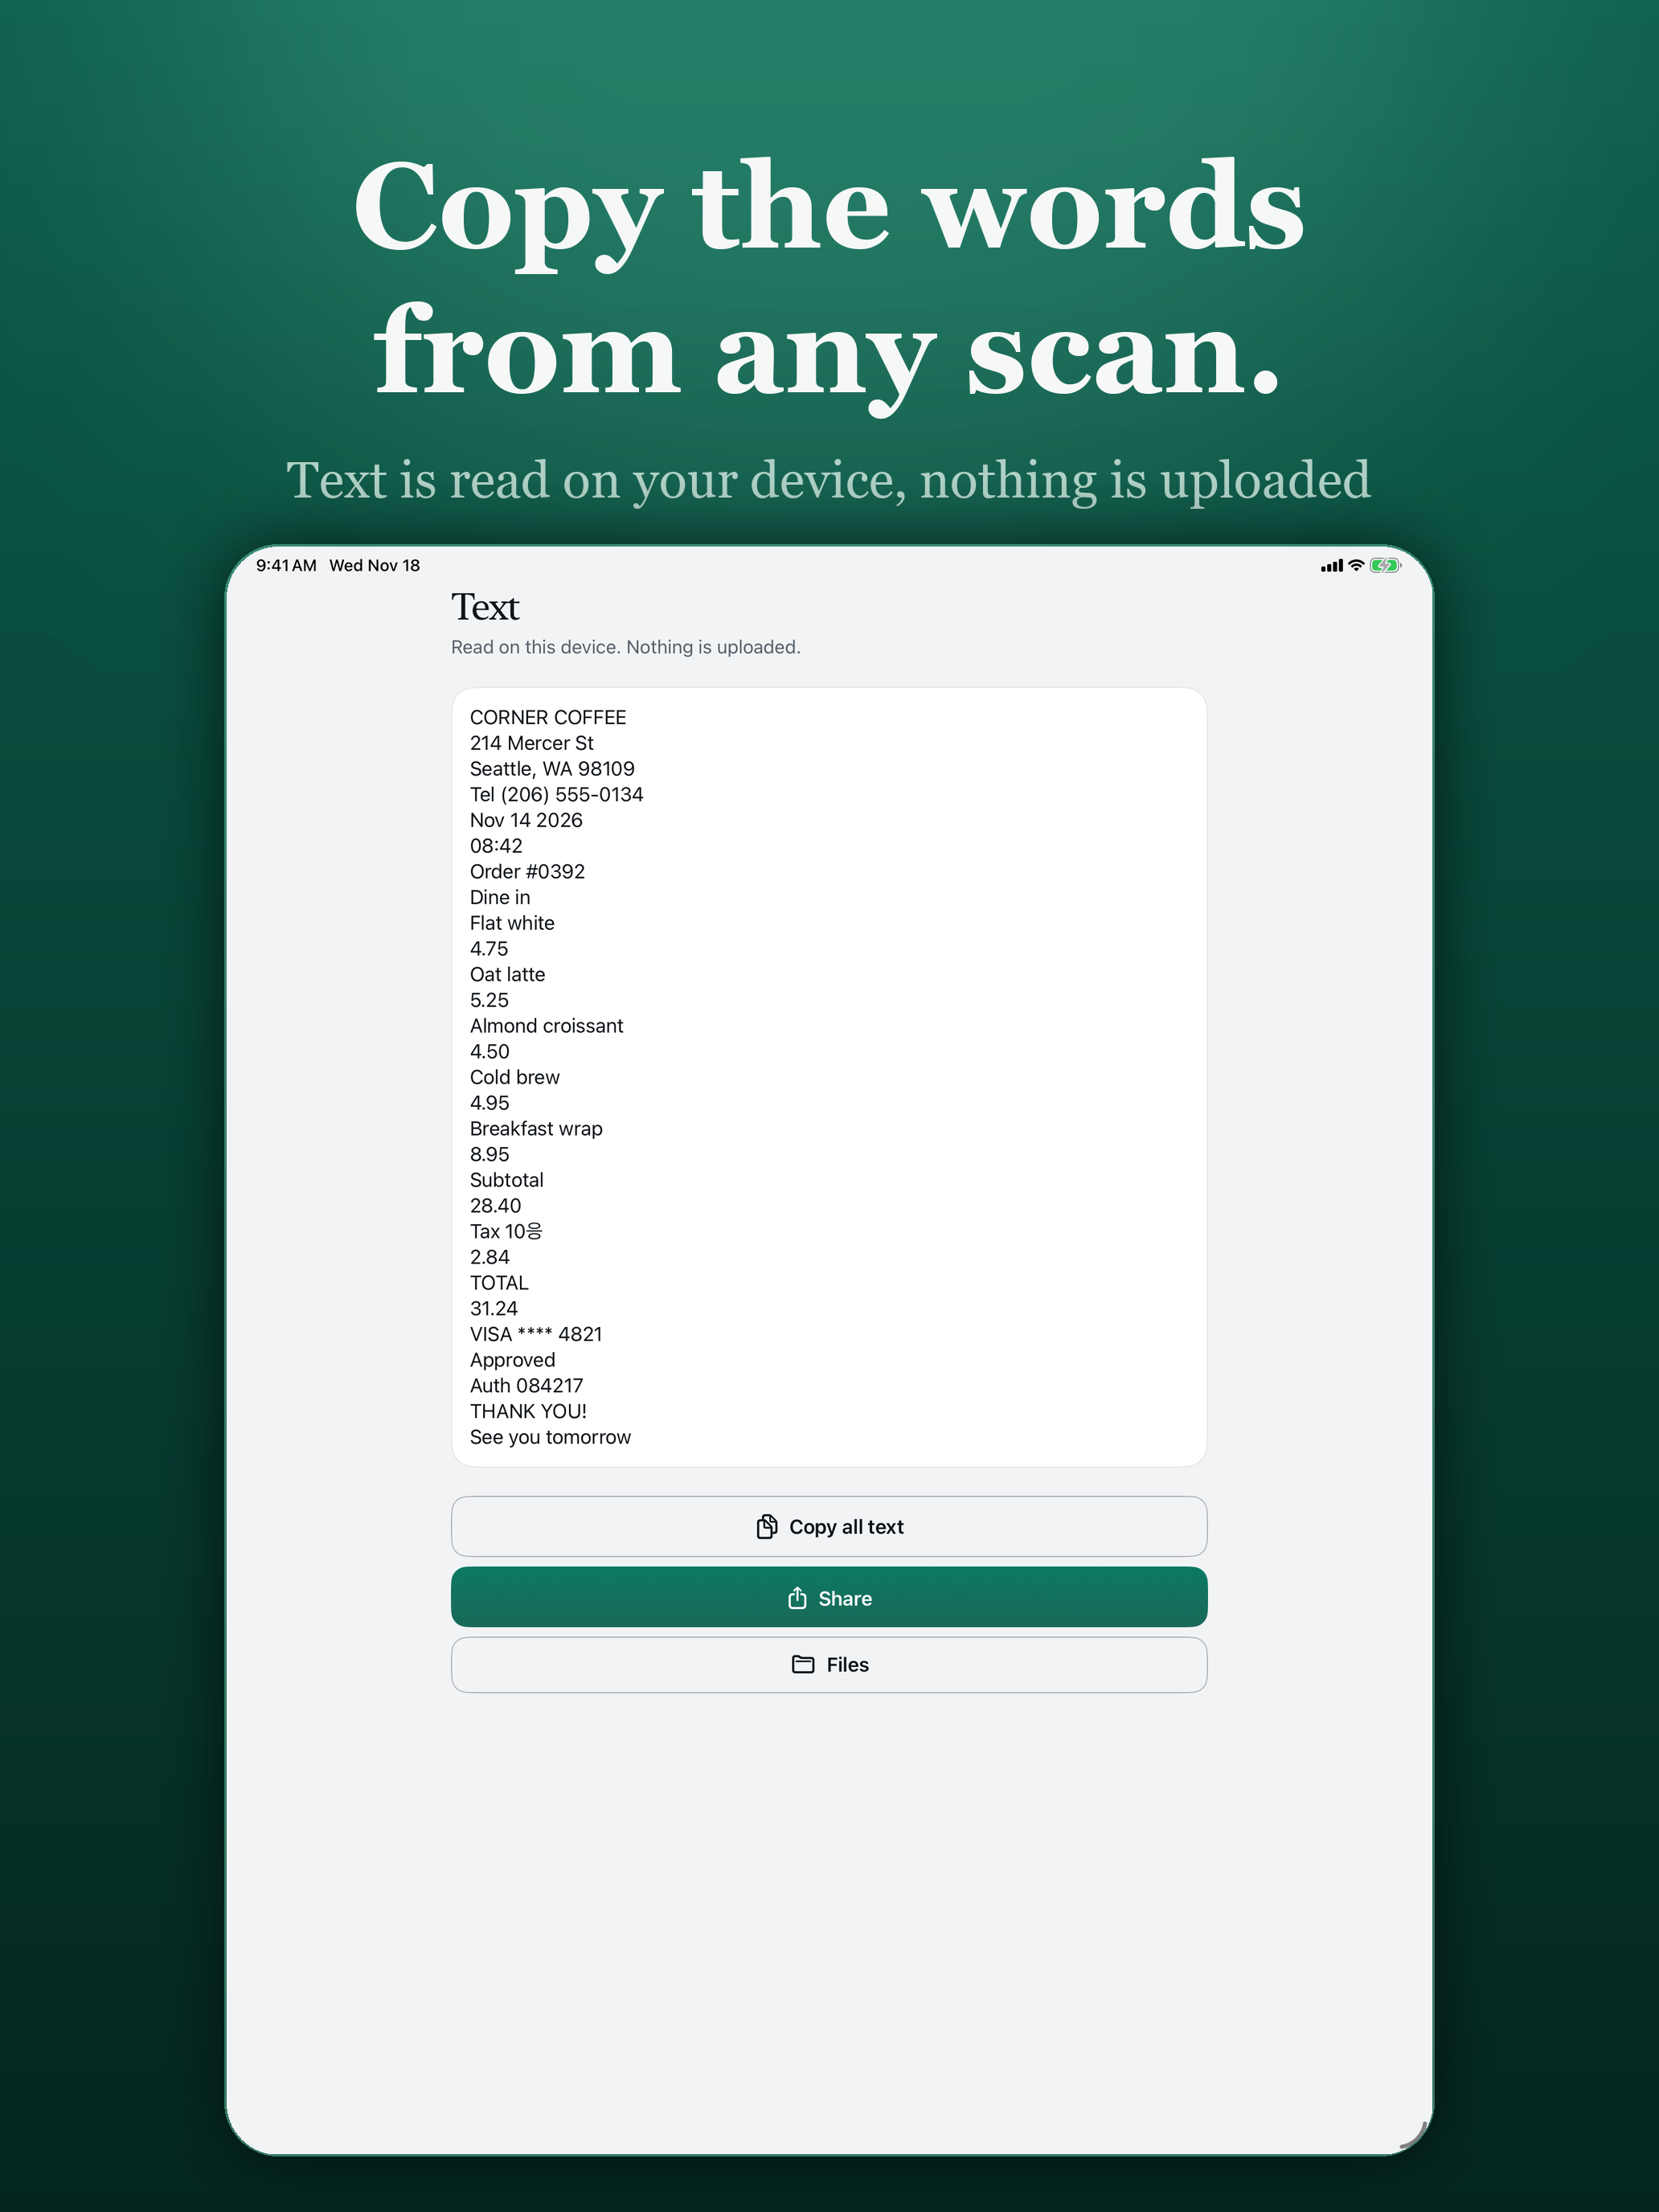 Copy the words
from any scan.
Text is read on your device, nothing is uploaded
9:41 AM Wed Nov 18
Text
Read on this device. Nothing is uploaded.
CORNER COFFEE
214 Mercer St
Seattle, WA 98109
Tel (206) 555-0134
Nov 14 2026
08:42
Order #0392
Dine in
Flat white
4.75
Oat latte
5.25
Almond croissant
4.50
Cold brew
4.95
Breakfast wrap
8.95
Subtotal
28.40
Tax 10응
2.84
TOTAL
31.24
VISA **** 4821
Approved
Auth 084217
THANK YOU!
See you tomorrow
Copy all text
Share
Files